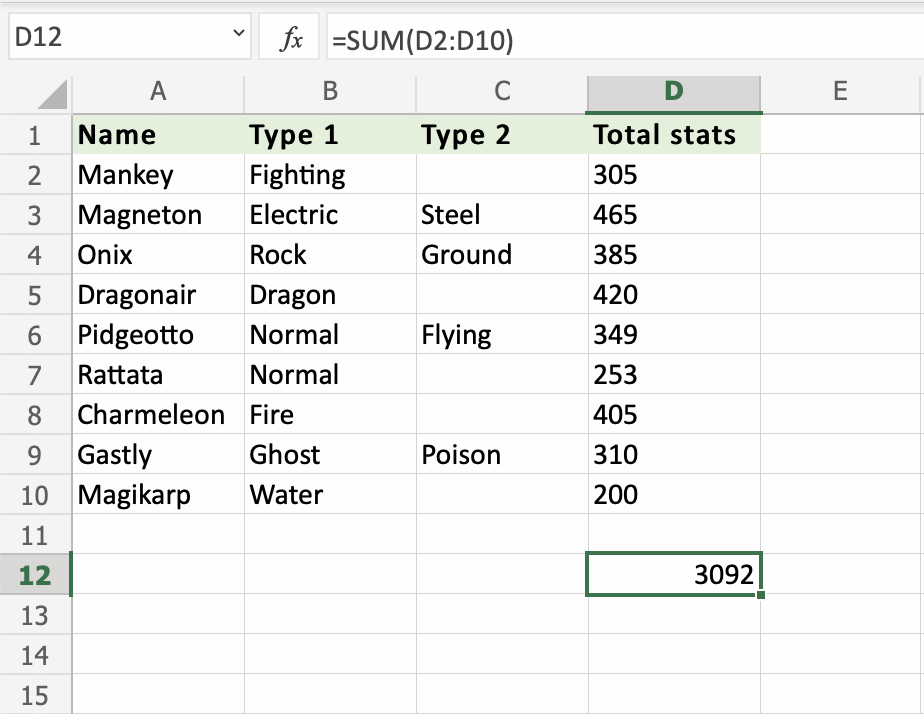 D12 fx =SUM(D2:D10)
A B C D E
1 Name Type 1 Type 2 Total stats
2 Mankey Fighting 305
3 Magneton Electric Steel 465
4 Onix Rock Ground 385
5 Dragonair Dragon 420
6 Pidgeotto Normal Flying 349
7 Rattata Normal 253
8 Charmeleon Fire 405
9 Gastly Ghost Poison 310
10 Magikarp Water 200
11
12 3092
13
14
15